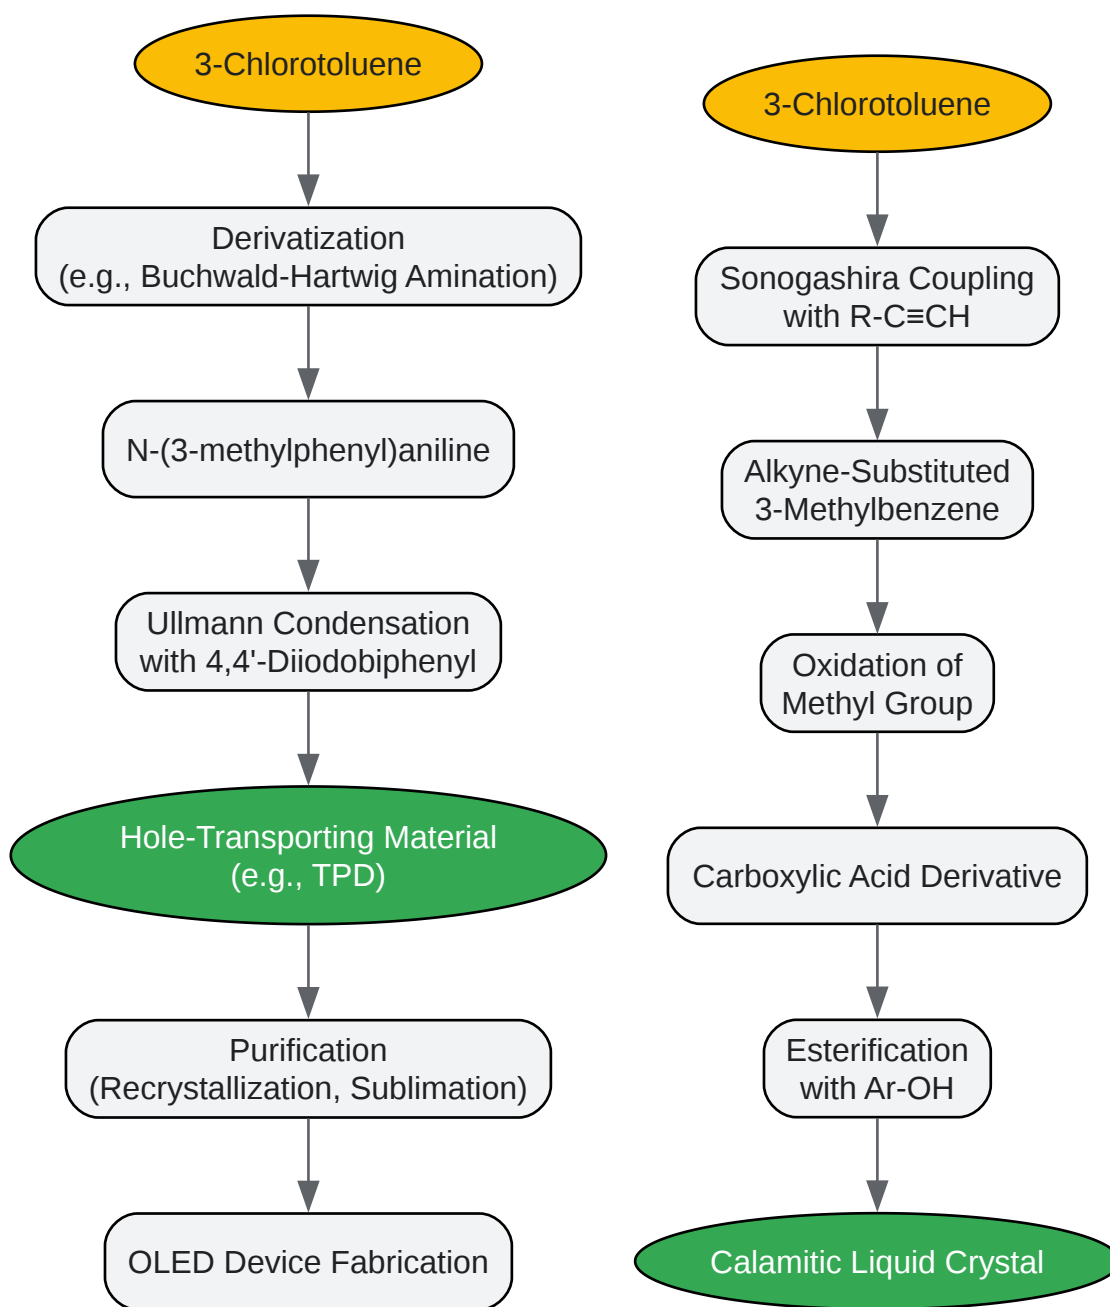 3-Chlorotoluene
Derivatization
(e.g., Buchwald-Hartwig Amination)
N-(3-methylphenyl)aniline
Ullmann Condensation
with 4,4'-Diiodobiphenyl
Hole-Transporting Material
(e.g., TPD)
Purification
(Recrystallization, Sublimation)
OLED Device Fabrication
3-Chlorotoluene
Sonogashira Coupling
with R-C≡CH
Alkyne-Substituted
3-Methylbenzene
Oxidation of
Methyl Group
Carboxylic Acid Derivative
Esterification
with Ar-OH
Calamitic Liquid Crystal